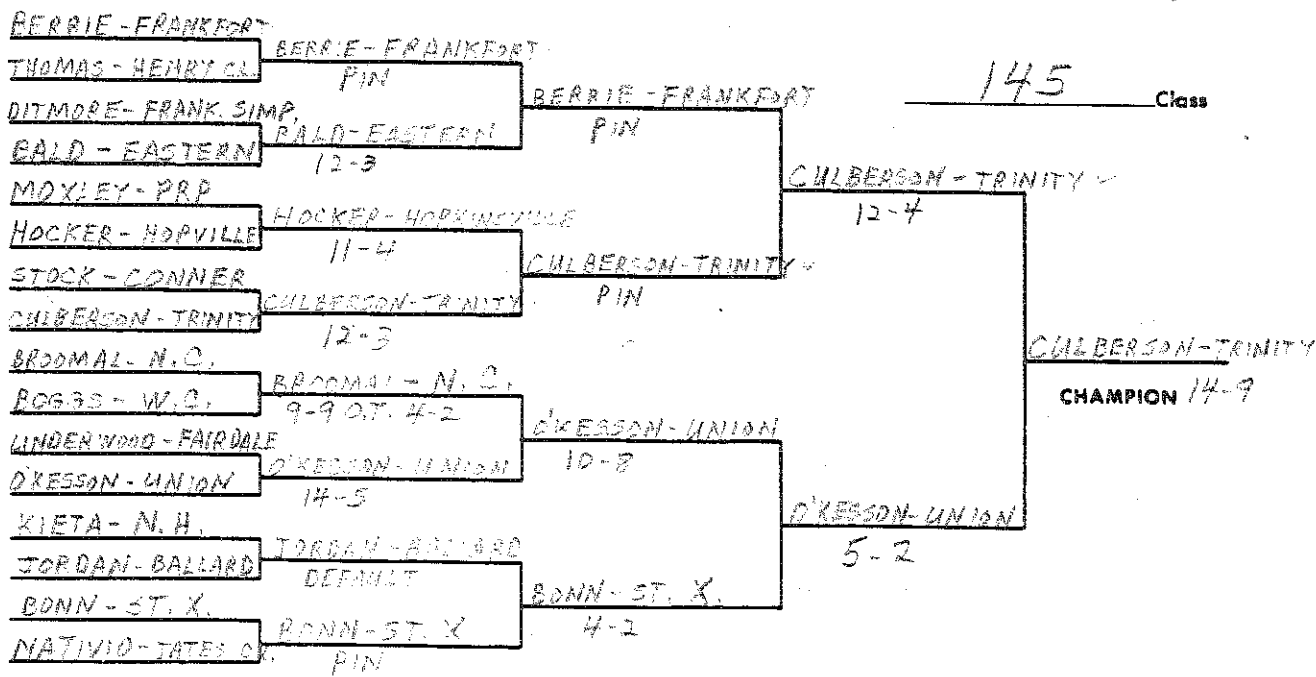 BERRIE - FRANKFORT
THOMAS - HENRY CL.
DITMORE - FRANK. SIMP.
BALD - EASTERN
MOXLEY - PRP
HOCKER - HOPVILLE
STOCK - CONNER
CULBERSON - TRINITY
BROOMAL - N.C.
BOGGS - W.C.
UNDERWOOD - FAIRDALE
O'KESSON - UNION
KIETA - N.H.
JORDAN - BALLARD
BONN - ST. X.
NATIVIO - TATES CR.
BERRIE - FRANKFORT
PIN
BALD - EASTERN
12-3
HOCKER - HOPKINSVILLE
11-4
CULBERSON - TRINITY
12-3
BROOMAL - N.C.
9-9 O.T. 4-2
O'KESSON - UNION
14-5
JORDAN - BALLARD
DEFAULT
BONN - ST. X
PIN
BERRIE - FRANKFORT
PIN
CULBERSON - TRINITY
PIN
O'KESSON - UNION
10-8
BONN - ST. X.
4-2
145 Class
CULBERSON - TRINITY
12-4
O'KESSON - UNION
5-2
CULBERSON - TRINITY
CHAMPION 14-9